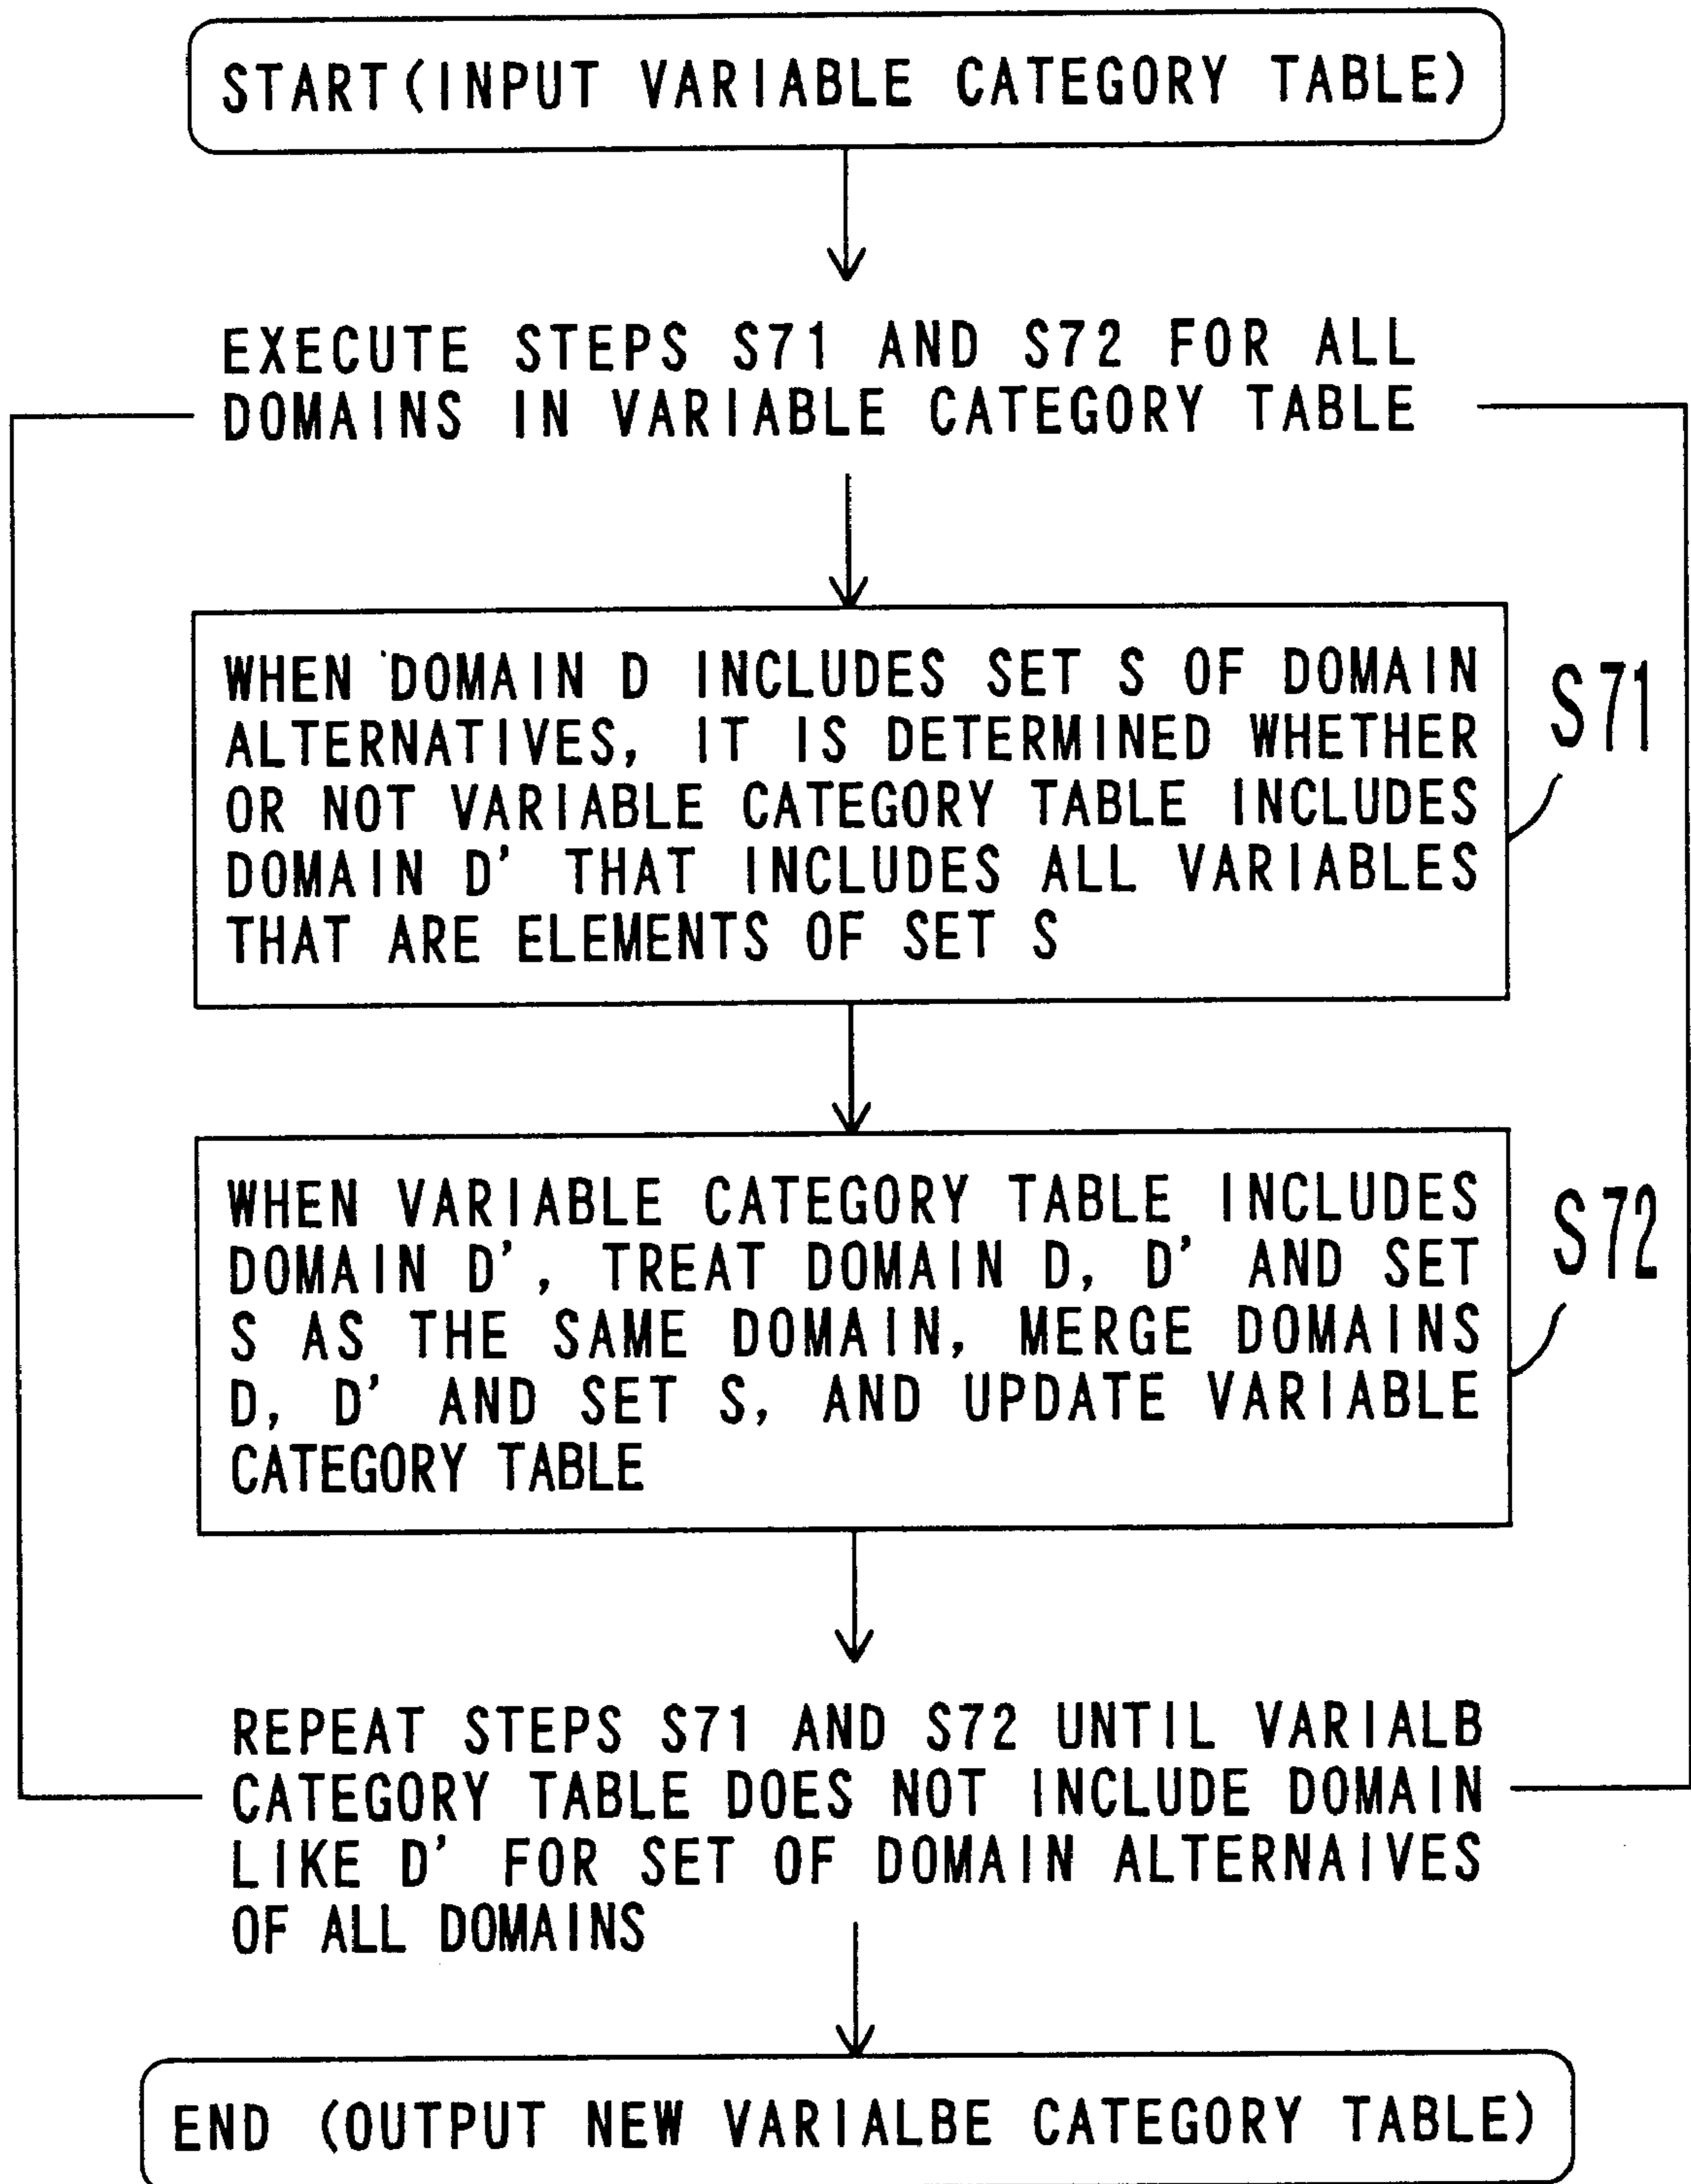 START(INPUT VARIABLE CATEGORY TABLE)
EXECUTE STEPS S71 AND S72 FOR ALL
DOMAINS IN VARIABLE CATEGORY TABLE
WHEN DOMAIN D INCLUDES SET S OF DOMAIN
ALTERNATIVES, IT IS DETERMINED WHETHER
OR NOT VARIABLE CATEGORY TABLE INCLUDES
DOMAIN D' THAT INCLUDES ALL VARIABLES
THAT ARE ELEMENTS OF SET S
S71
WHEN VARIABLE CATEGORY TABLE INCLUDES
DOMAIN D', TREAT DOMAIN D, D' AND SET
S AS THE SAME DOMAIN, MERGE DOMAINS
D, D' AND SET S, AND UPDATE VARIABLE
CATEGORY TABLE
S72
REPEAT STEPS S71 AND S72 UNTIL VARIALB
CATEGORY TABLE DOES NOT INCLUDE DOMAIN
LIKE D' FOR SET OF DOMAIN ALTERNAIVES
OF ALL DOMAINS
END (OUTPUT NEW VARIALBE CATEGORY TABLE)